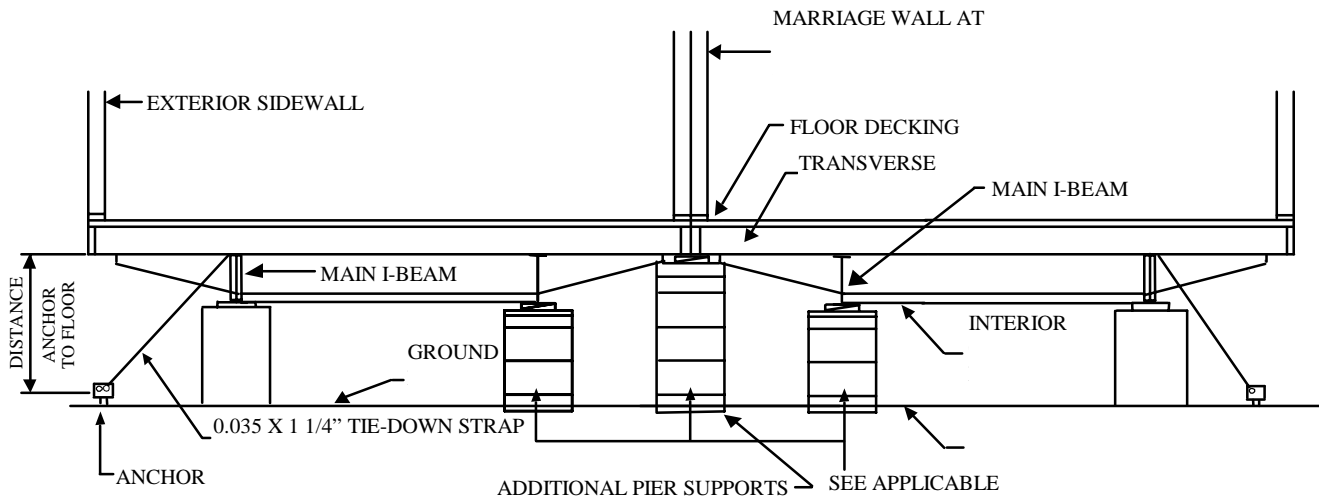 MARRIAGE WALL AT
EXTERIOR SIDEWALL
FLOOR DECKING
TRANSVERSE
MAIN I-BEAM
MAIN I-BEAM
DISTANCE
ANCHOR
TO FLOOR
INTERIOR
GROUND
0.035 X 1 1/4” TIE-DOWN STRAP
ANCHOR
ADDITIONAL PIER SUPPORTS
SEE APPLICABLE